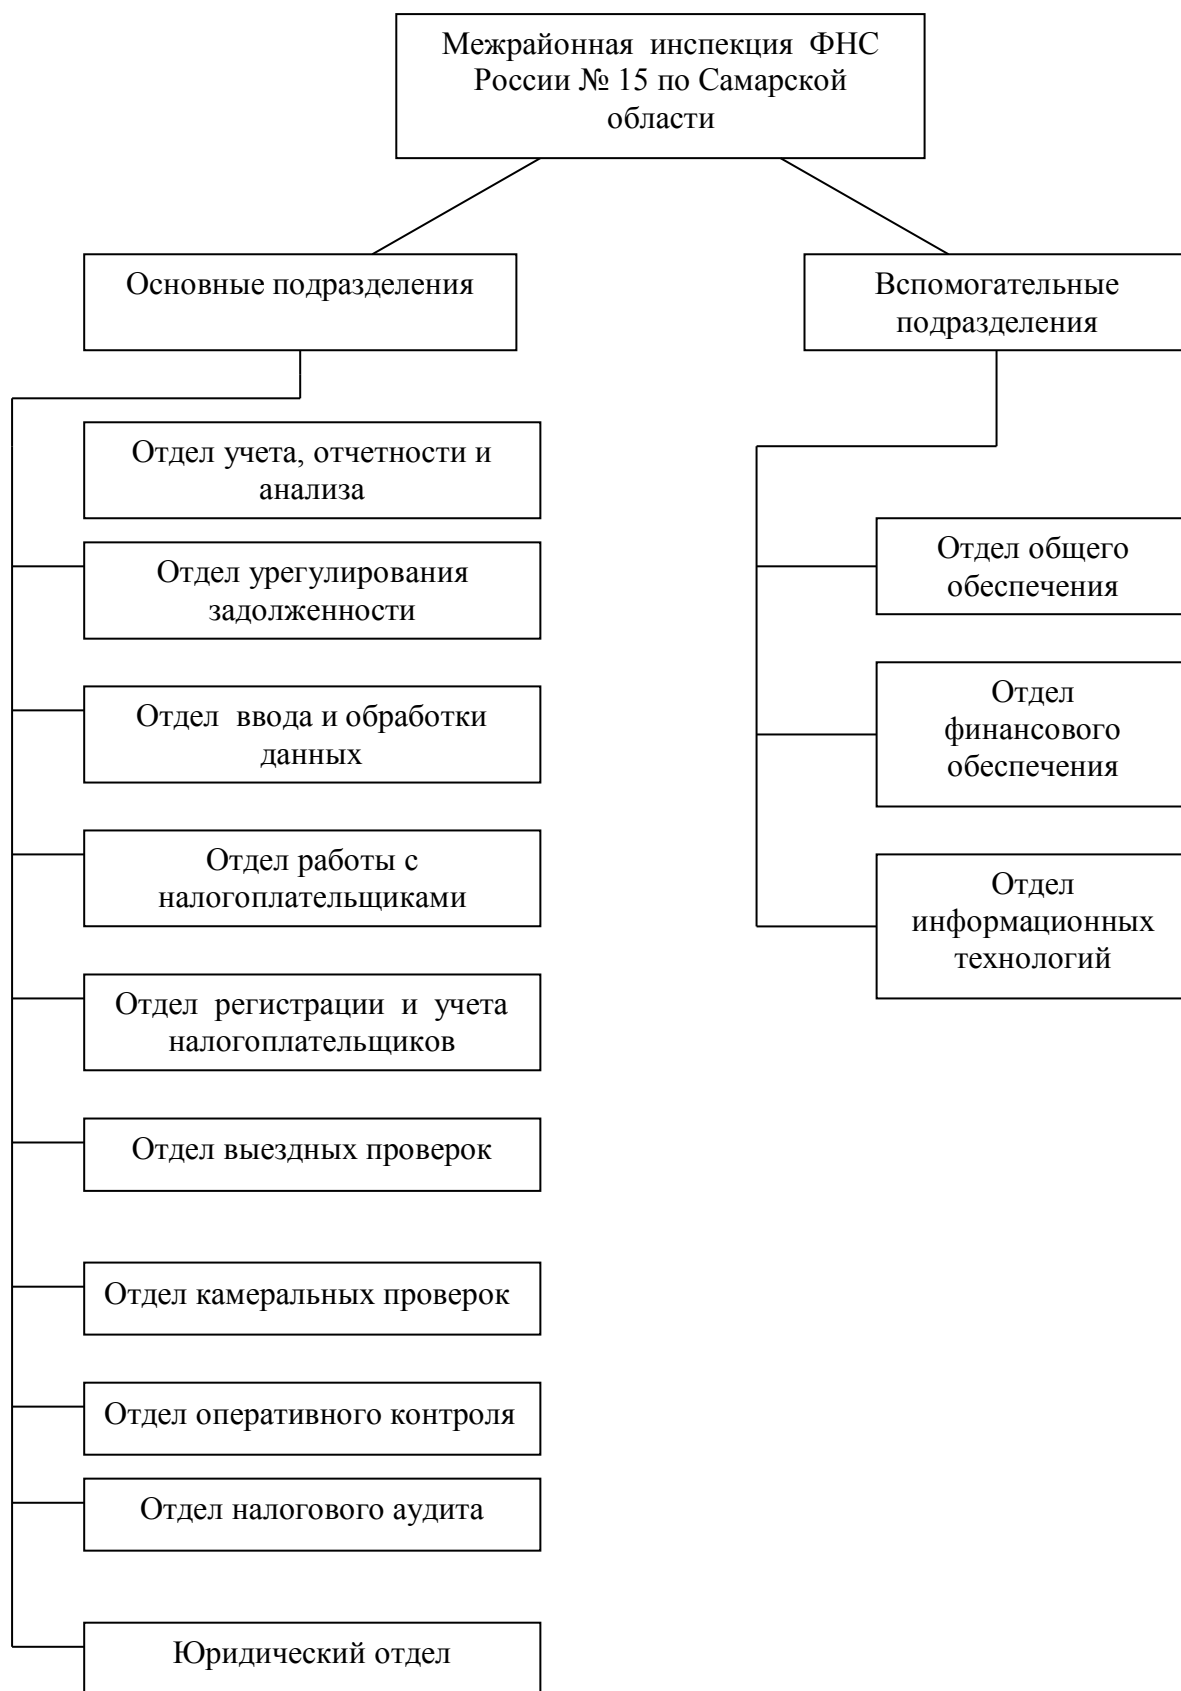 Межрайонная инспекция ФНС
России № 15 по Самарской
области
Основные подразделения
Вспомогательные
подразделения
Отдел учета, отчетности и
анализа
Отдел урегулирования
задолженности
Отдел ввода и обработки
данных
Отдел работы с
налогоплательщиками
Отдел регистрации и учета
налогоплательщиков
Отдел выездных проверок
Отдел камеральных проверок
Отдел оперативного контроля
Отдел налогового аудита
Юридический отдел
Отдел общего
обеспечения
Отдел
финансового
обеспечения
Отдел
информационных
технологий